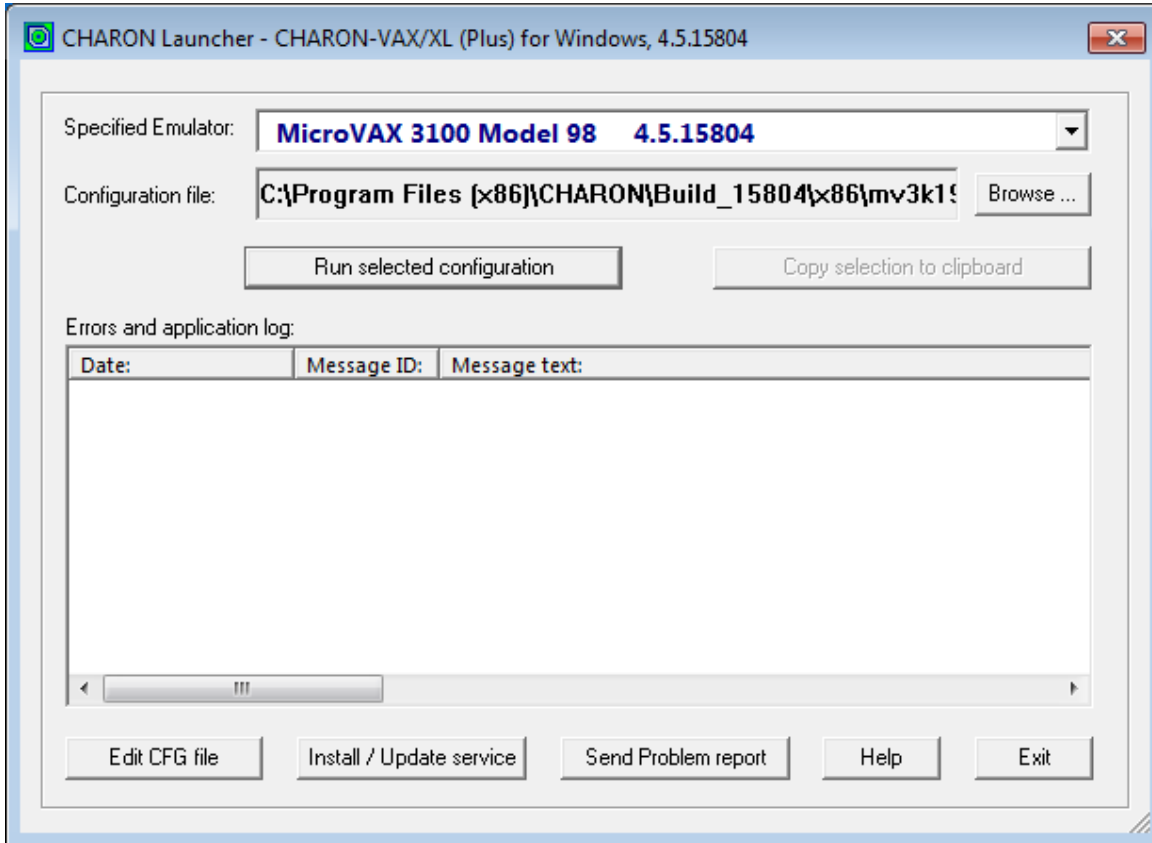 CHARON Launcher - CHARON-VAX/XL (Plus) for Windows, 4.5.15804
Specified Emulator: MicroVAX 3100 Model 98 4.5.15804
Configuration file: C:\Program Files (x86)\CHARON\Build_15804\x86\mv3k19 Browse ...
Run selected configuration Copy selection to clipboard
Errors and application log:
Date: Message ID: Message text:
Edit CFG file Install / Update service Send Problem report Help Exit